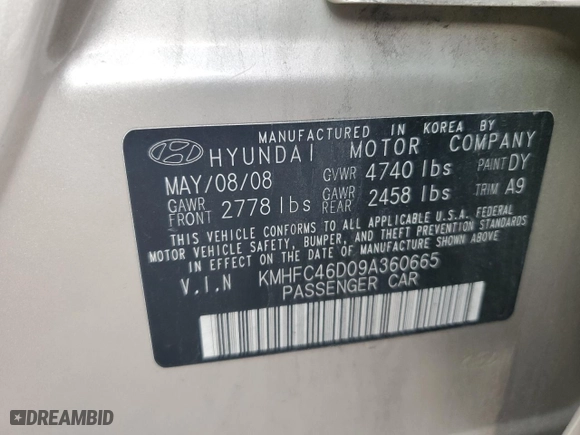 MANUFACTURED IN KOREA BY
HYUNDAI MOTOR COMPANY
MAY/08/08 GVWR 4740 lbs PAINT DY
GAWR FRONT 2778 lbs GAWR REAR 2458 lbs TRIM A9
THIS VEHICLE CONFORMS TO ALL APPLICABLE U.S.A. FEDERAL
MOTOR VEHICLE SAFETY, BUMPER, AND THEFT PREVENTION STANDARDS
IN EFFECT ON THE DATE OF MANUFACTURE SHOWN ABOVE.
V.I.N KMHFC46D09A360665
PASSENGER CAR
DREAMBID